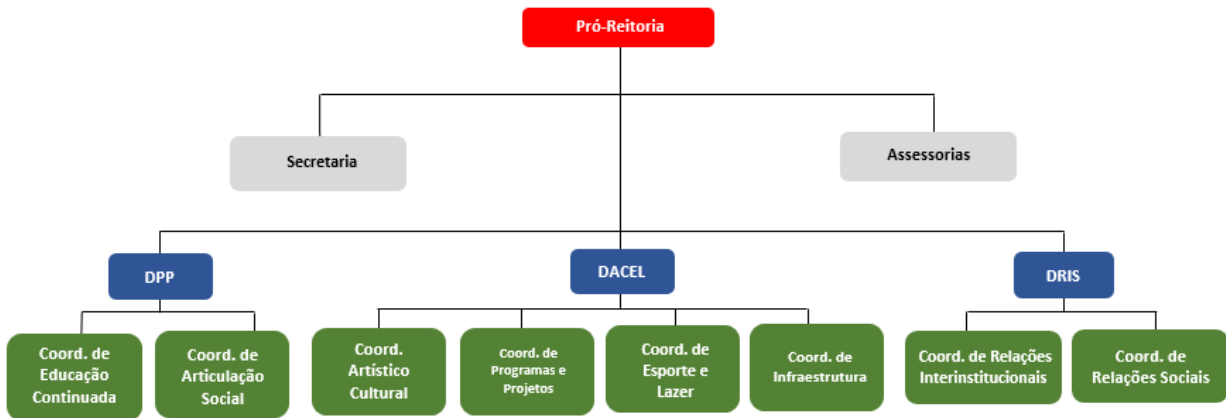 Pró-Reitoria
Secretaria
Assessorias
DPP
DACEL
DRIS
Coord. de
Educação
Continuada
Coord. de
Articulação
Social
Coord.
Artístico
Cultural
Coord. de
Programas e
Projetos
Coord. de
Esporte e
Lazer
Coord. de
Infraestrutura
Coord. de Relações
Interinstitucionais
Coord. de
Relações Sociais